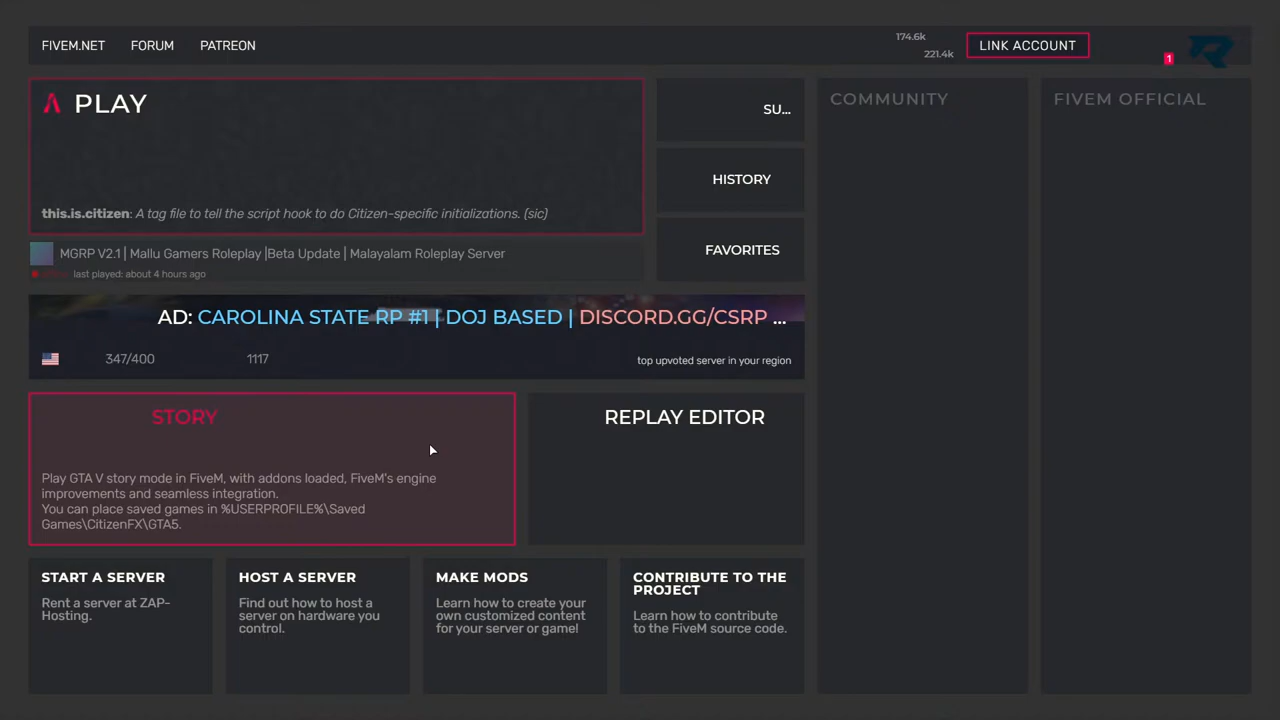 FIVEM.NET FORUM PATREON
174.6k
221.4k
LINK ACCOUNT
1
PLAY
this.is.citizen: A tag file to tell the script hook to do Citizen-specific initializations. (sic)
MGRP V2.1 | Mallu Gamers Roleplay |Beta Update | Malayalam Roleplay Server
last played: about 4 hours ago
SU...
HISTORY
FAVORITES
AD: CAROLINA STATE RP #1 | DOJ BASED | DISCORD.GG/CSRP ...
347/400 1117 top upvoted server in your region
STORY
Play GTA V story mode in FiveM, with addons loaded, FiveM's engine
improvements and seamless integration.
You can place saved games in %USERPROFILE%\Saved
Games\CitizenFX\GTA5.
REPLAY EDITOR
START A SERVER
Rent a server at ZAP-
Hosting.
HOST A SERVER
Find out how to host a
server on hardware you
control.
MAKE MODS
Learn how to create your
own customized content
for your server or game!
CONTRIBUTE TO THE
PROJECT
Learn how to contribute
to the FiveM source code.
COMMUNITY
FIVEM OFFICIAL